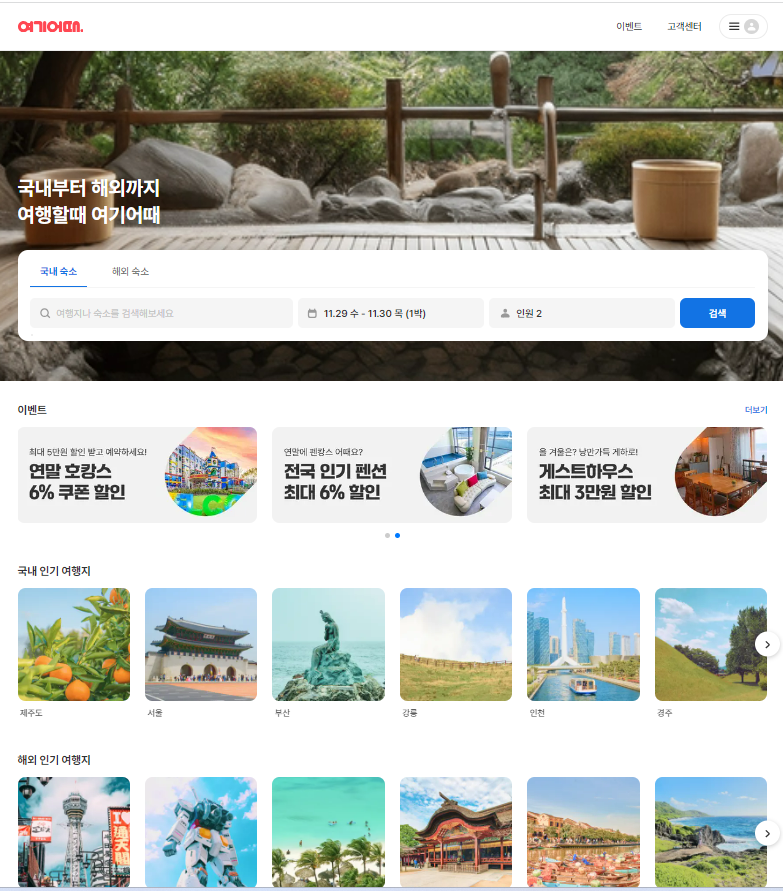 여기어때.
이벤트
고객센터
국내부터 해외까지
여행할때 여기어때
국내 숙소
해외 숙소
여행지나 숙소를 검색해보세요
11.29 수 - 11.30 목 (1박)
인원 2
검색
이벤트
더보기
최대 5만원 할인 받고 예약하세요!
연말 호캉스
6% 쿠폰 할인
연말에 펜캉스 어때요?
전국 인기 펜션
최대 6% 할인
올 겨울은? 낭만가득 게하로!
게스트하우스
최대 3만원 할인
국내 인기 여행지
제주도
서울
부산
강릉
인천
경주
해외 인기 여행지